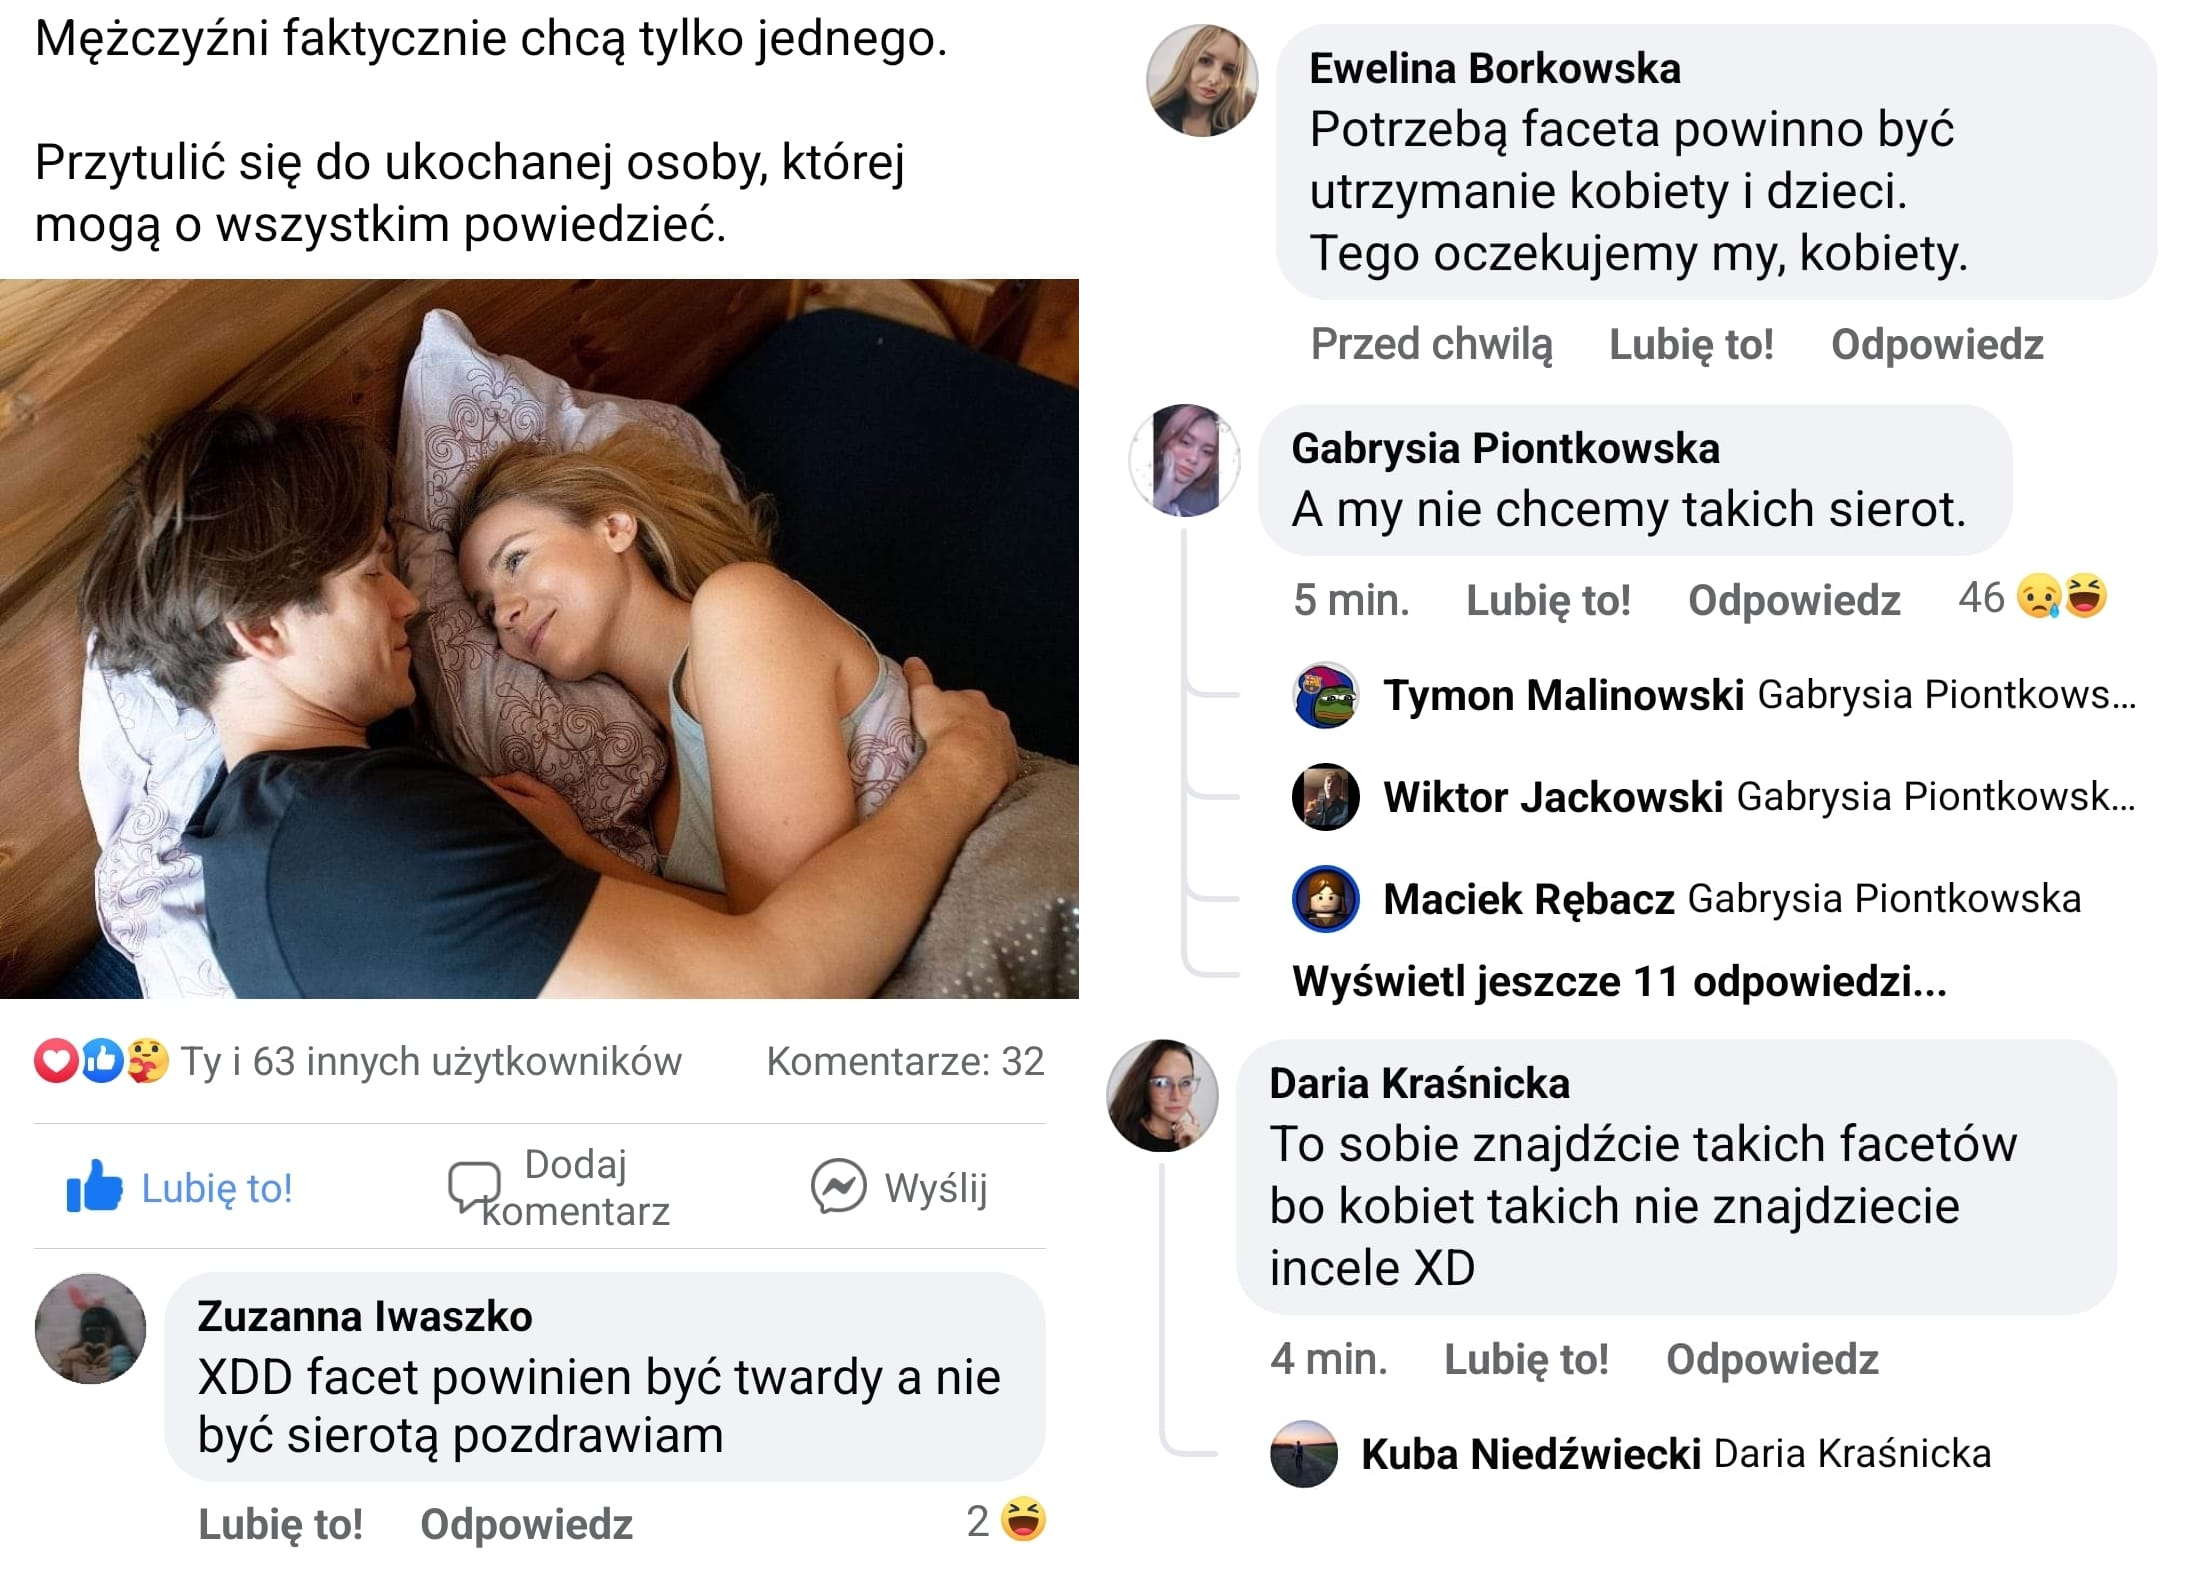 Mężczyźni faktycznie chcą tylko jednego.
Przytulić się do ukochanej osoby, której
mogą o wszystkim powiedzieć.
Ty i 63 innych użytkowników
Komentarze: 32
Lubię to!
Dodaj
komentarz
Wyślij
Zuzanna Iwaszko
XDD facet powinien być twardy a nie
być sierotą pozdrawiam
Lubię to! Odpowiedz 2
Ewelina Borkowska
Potrzebą faceta powinno być
utrzymanie kobiety i dzieci.
Tego oczekujemy my, kobiety.
Przed chwilą Lubię to! Odpowiedz
Gabrysia Piontkowska
A my nie chcemy takich sierot.
5 min. Lubię to! Odpowiedz 46
Tymon Malinowski Gabrysia Piontkows...
Wiktor Jackowski Gabrysia Piontkowsk...
Maciek Rębacz Gabrysia Piontkowska
Wyświetl jeszcze 11 odpowiedzi...
Daria Kraśnicka
To sobie znajdźcie takich facetów
bo kobiet takich nie znajdziecie
incele XD
4 min. Lubię to! Odpowiedz
Kuba Niedźwiecki Daria Kraśnicka